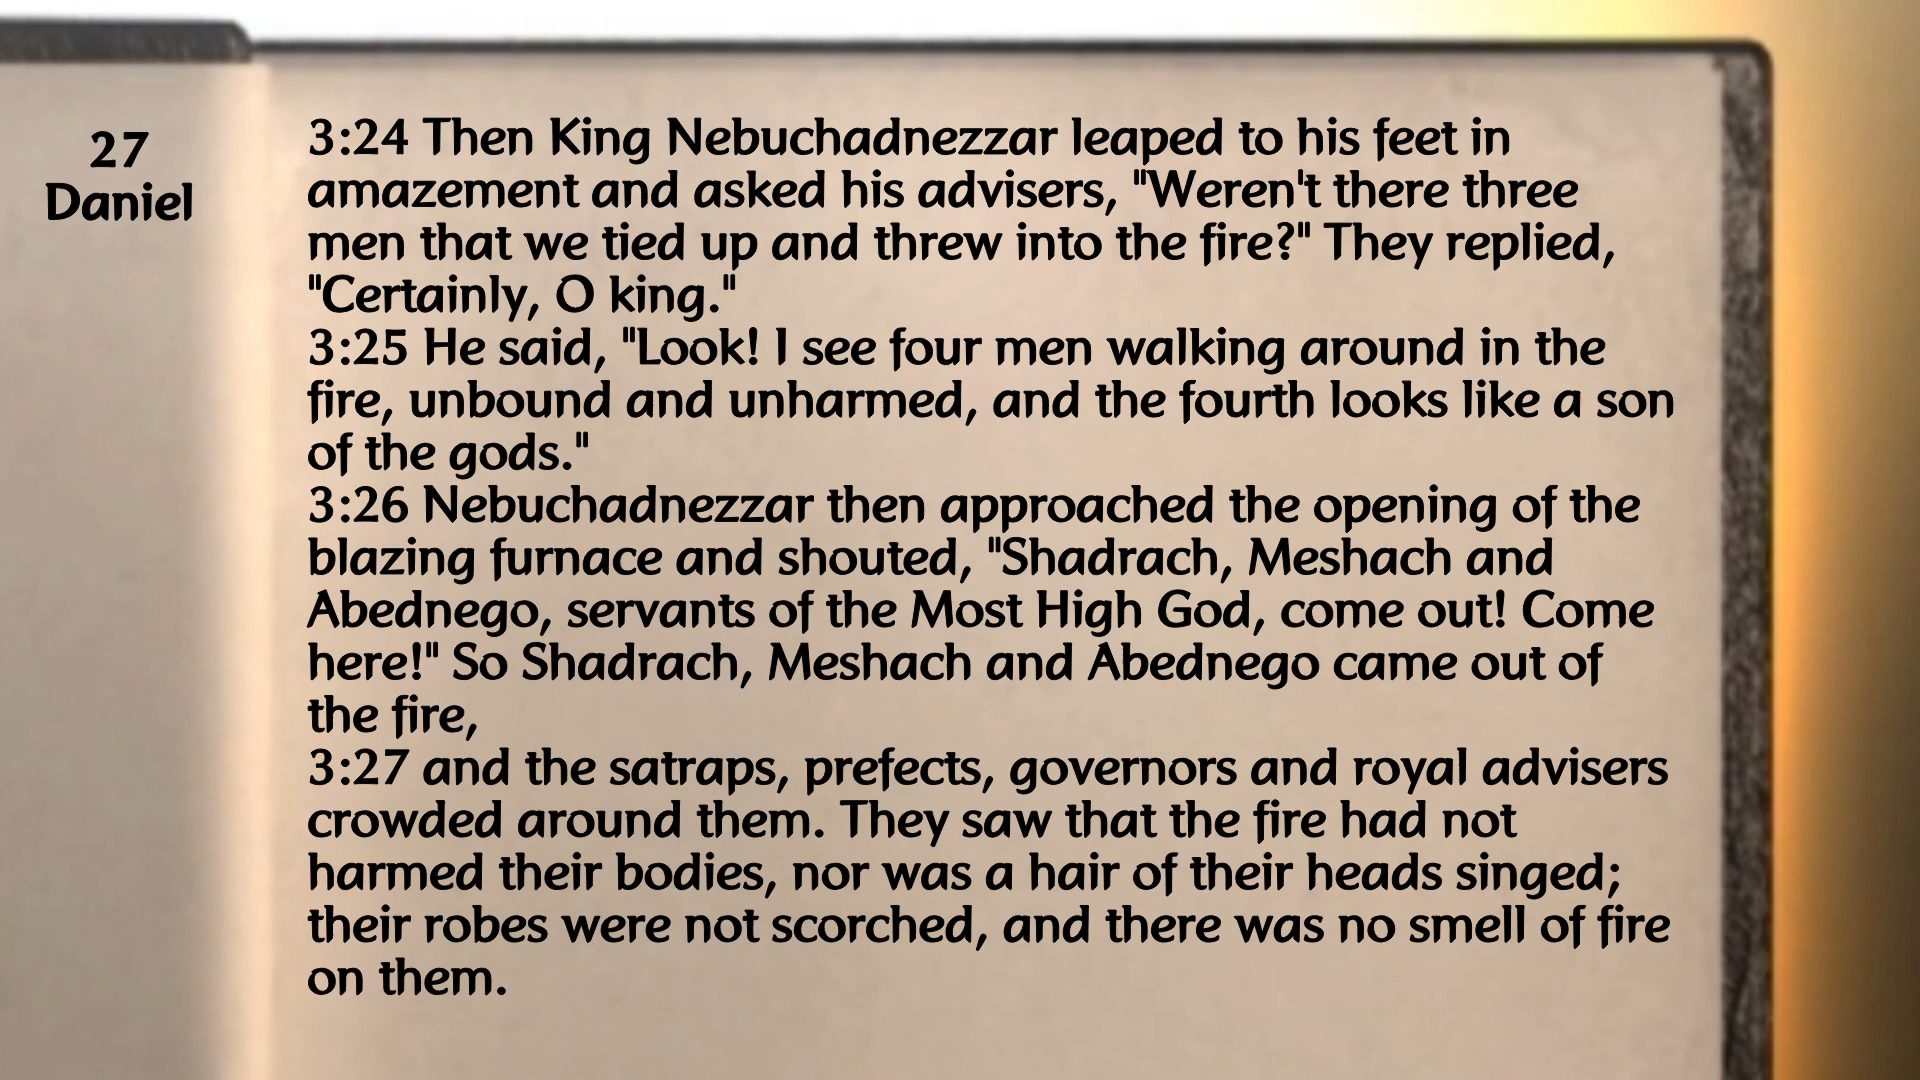 27
Daniel
3:24 Then King Nebuchadnezzar leaped to his feet in
amazement and asked his advisers, "Weren't there three
men that we tied up and threw into the fire?" They replied,
"Certainly, O king."
3:25 He said, "Look! I see four men walking around in the
fire, unbound and unharmed, and the fourth looks like a son
of the gods."
3:26 Nebuchadnezzar then approached the opening of the
blazing furnace and shouted, "Shadrach, Meshach and
Abednego, servants of the Most High God, come out! Come
here!" So Shadrach, Meshach and Abednego came out of
the fire,
3:27 and the satraps, prefects, governors and royal advisers
crowded around them. They saw that the fire had not
harmed their bodies, nor was a hair of their heads singed;
their robes were not scorched, and there was no smell of fire
on them.